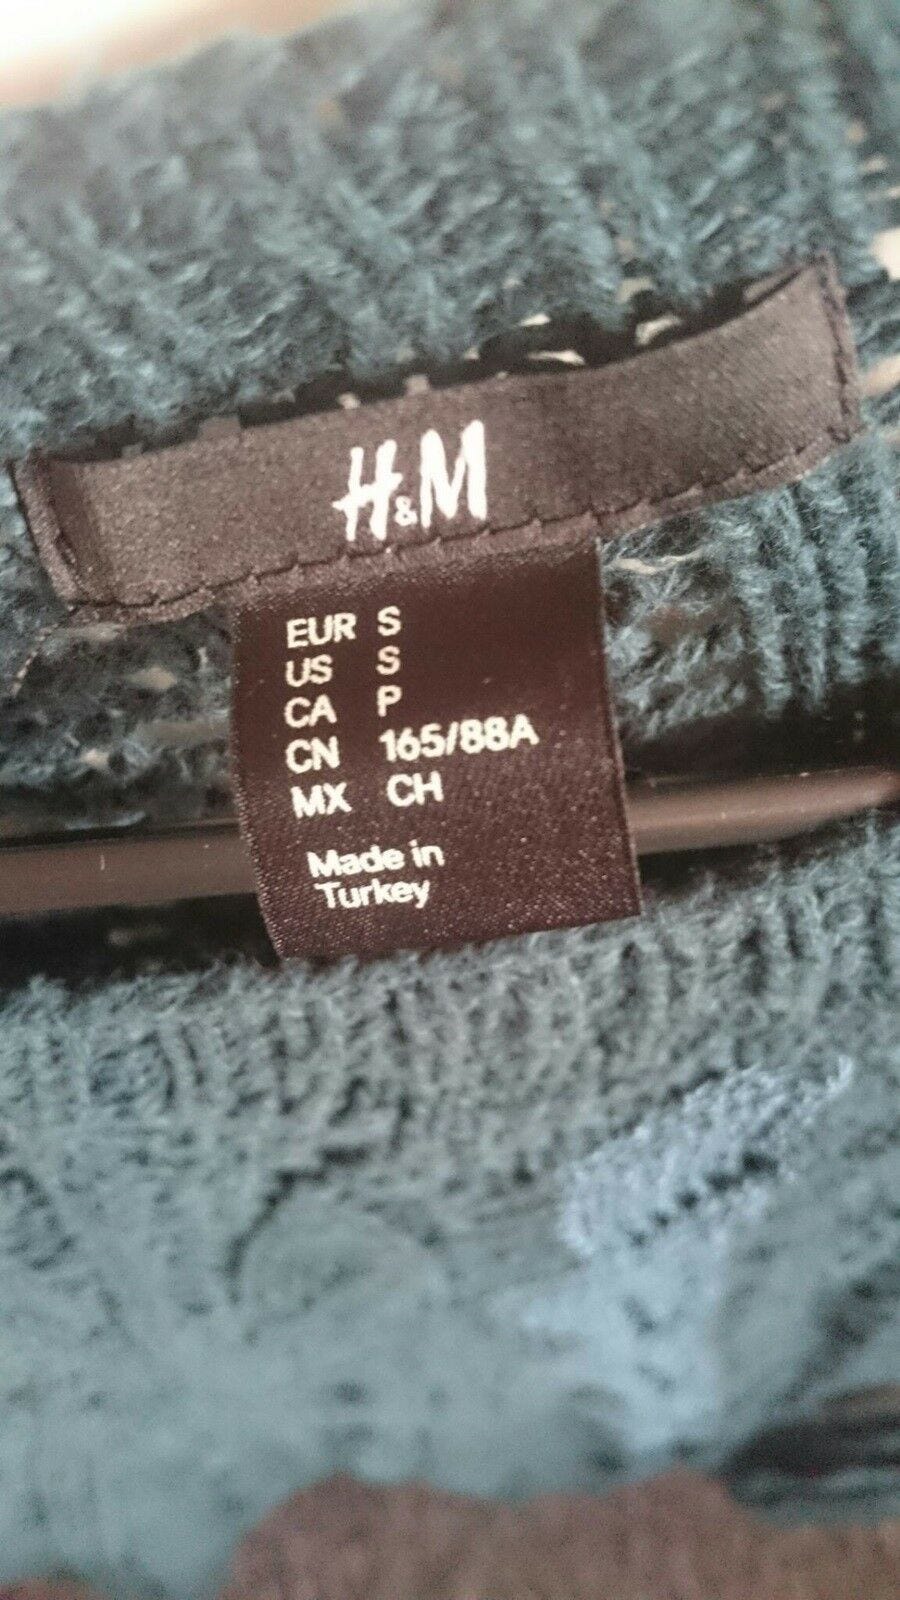 H&M
EUR S
US S
CA P
CN 165/88A
MX CH
Made in
Turkey